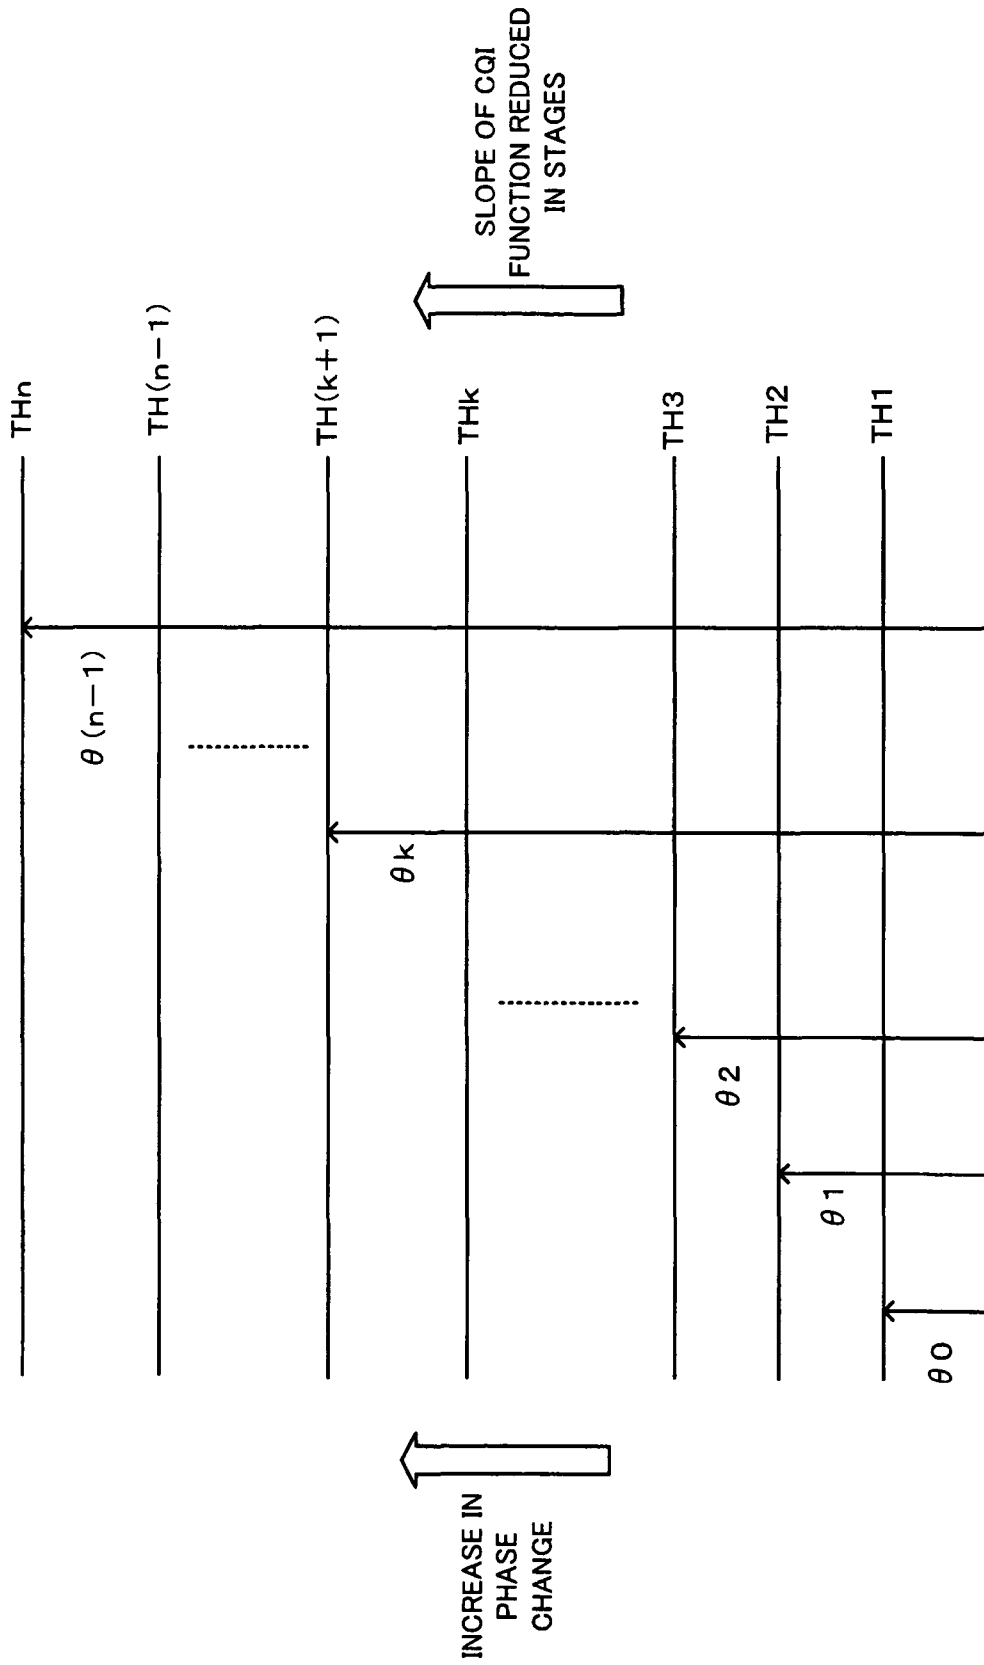 THn
TH(n−1)
TH(k+1)
THk
TH3
TH2
TH1
θ(n−1)
θk
θ2
θ1
θ0
SLOPE OF CQI
FUNCTION REDUCED
IN STAGES
INCREASE IN
PHASE
CHANGE